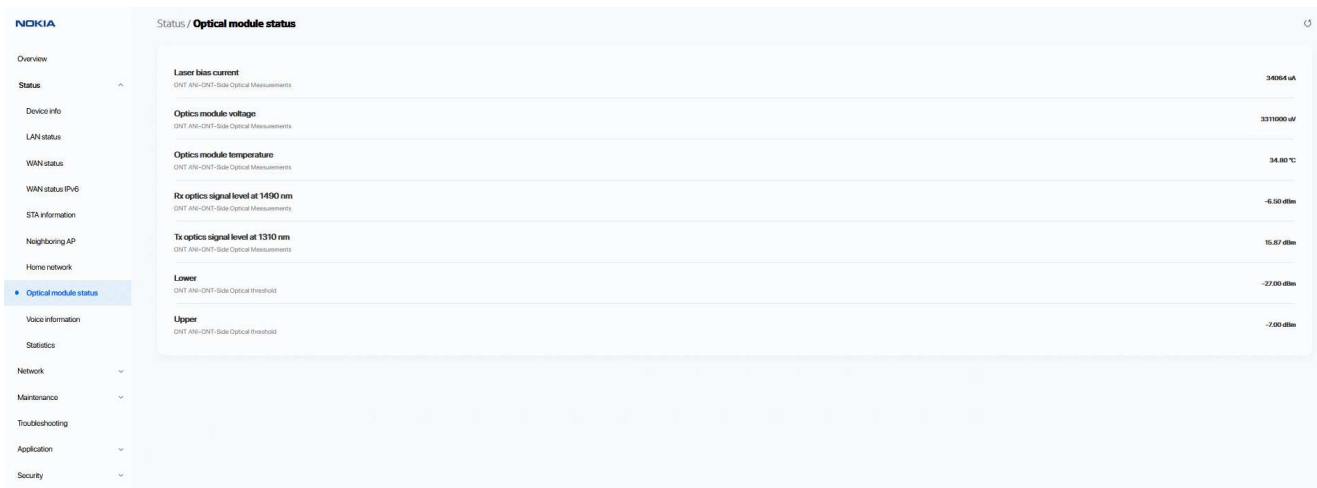 NOKIA
Overview
Status
Device info
LAN status
WAN status
WAN status IPv6
STA information
Neighboring AP
Home network
Optical module status
Voice information
Statistics
Network
Maintenance
Troubleshooting
Application
Security
Status / Optical module status
Laser bias current
ONT ANI-ONT-Side Optical Measurements
34064 uA
Optics module voltage
ONT ANI-ONT-Side Optical Measurements
3311000 uV
Optics module temperature
ONT ANI-ONT-Side Optical Measurements
34.80 °C
Rx optics signal level at 1490 nm
ONT ANI-ONT-Side Optical Measurements
-6.50 dBm
Tx optics signal level at 1310 nm
ONT ANI-ONT-Side Optical Measurements
15.87 dBm
Lower
ONT ANI-ONT-Side Optical threshold
-27.00 dBm
Upper
ONT ANI-ONT-Side Optical threshold
-7.00 dBm